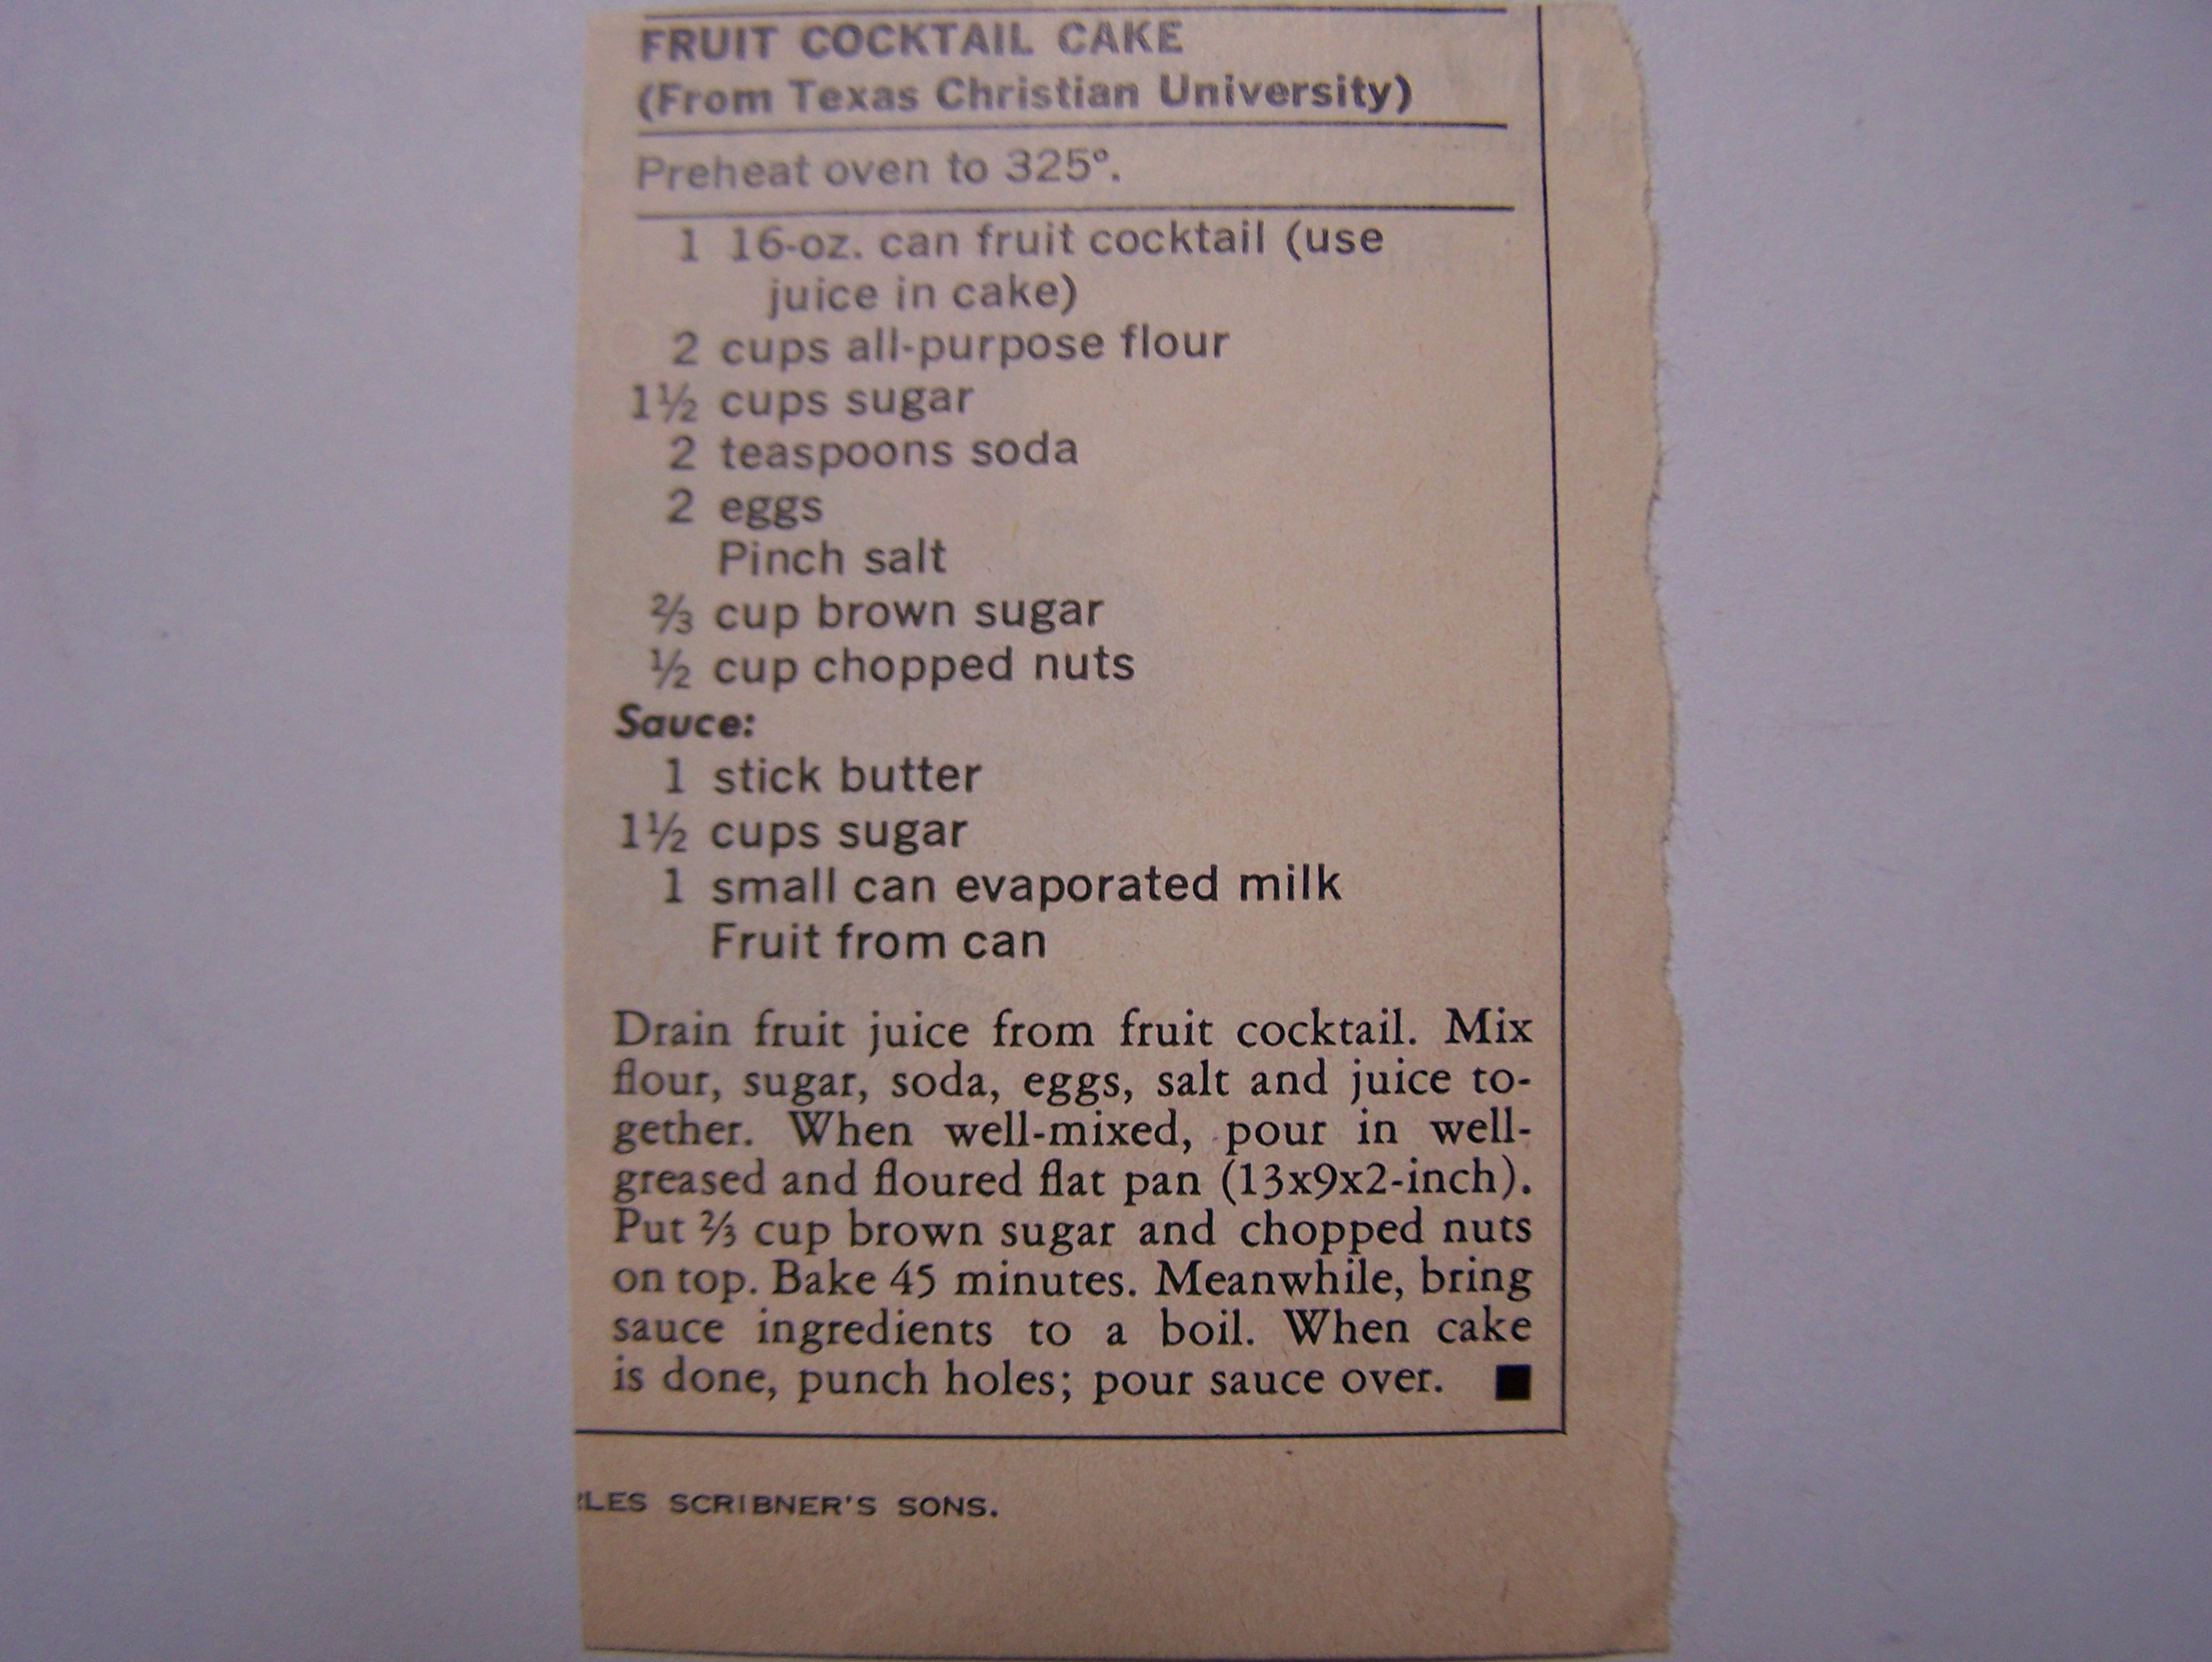 FRUIT COCKTAIL CAKE
(From Texas Christian University)
Preheat oven to 325°.
1 16-oz. can fruit cocktail (use
juice in cake)
2 cups all-purpose flour
1½ cups sugar
2 teaspoons soda
2 eggs
Pinch salt
⅔ cup brown sugar
½ cup chopped nuts
Sauce:
1 stick butter
1½ cups sugar
1 small can evaporated milk
Fruit from can
Drain fruit juice from fruit cocktail. Mix
flour, sugar, soda, eggs, salt and juice to-
gether. When well-mixed, pour in well-
greased and floured flat pan (13x9x2-inch).
Put ⅔ cup brown sugar and chopped nuts
on top. Bake 45 minutes. Meanwhile, bring
sauce ingredients to a boil. When cake
is done, punch holes; pour sauce over. ■
LES SCRIBNER'S SONS.